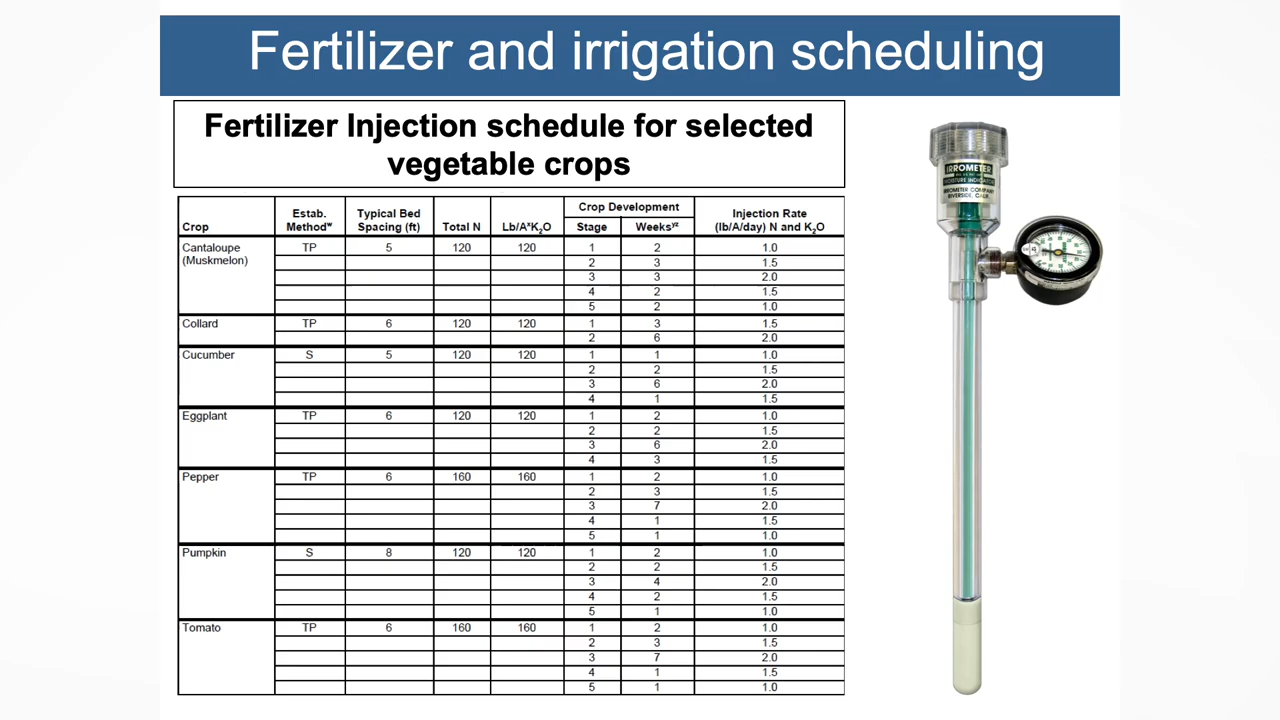 Fertilizer and irrigation scheduling
Fertilizer Injection schedule for selected
vegetable crops
Crop Estab. Methodʷ Typical Bed Spacing (ft) Total N Lb/AˣK₂O Crop Development Stage Weeksʸᶻ Injection Rate (lb/A/day) N and K₂O
Cantaloupe (Muskmelon) TP 5 120 120 1 2 1.0
2 3 1.5
3 3 2.0
4 2 1.5
5 2 1.0
Collard TP 6 120 120 1 3 1.5
2 6 2.0
Cucumber S 5 120 120 1 1 1.0
2 2 1.5
3 6 2.0
4 1 1.5
Eggplant TP 6 120 120 1 2 1.0
2 2 1.5
3 6 2.0
4 3 1.5
Pepper TP 6 160 160 1 2 1.0
2 3 1.5
3 7 2.0
4 1 1.5
5 1 1.0
Pumpkin S 8 120 120 1 2 1.0
2 2 1.5
3 4 2.0
4 2 1.5
5 1 1.0
Tomato TP 6 160 160 1 2 1.0
2 3 1.5
3 7 2.0
4 1 1.5
5 1 1.0
IRROMETER
MOISTURE INDICATOR
IRROMETER COMPANY
RIVERSIDE, CALIF.